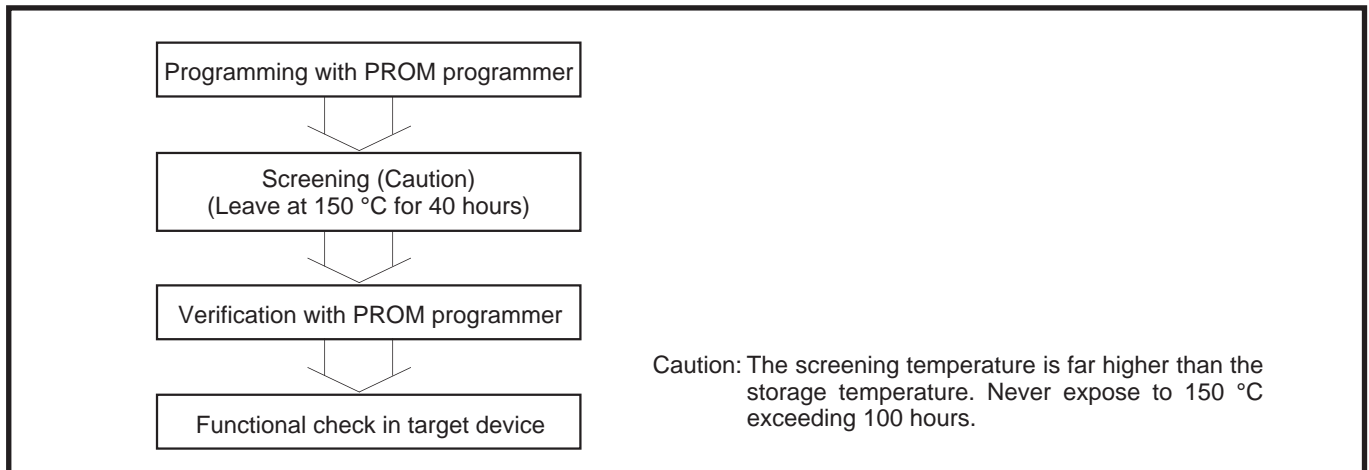 Programming with PROM programmer
Screening (Caution)
(Leave at 150 °C for 40 hours)
Verification with PROM programmer
Functional check in target device
Caution: The screening temperature is far higher than the
storage temperature. Never expose to 150 °C
exceeding 100 hours.